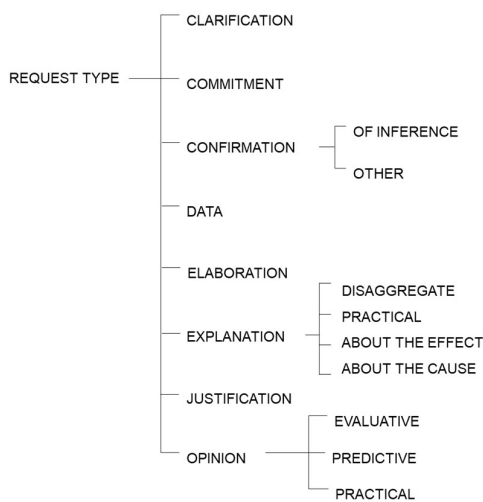 REQUEST TYPE
CLARIFICATION
COMMITMENT
CONFIRMATION
OF INFERENCE
OTHER
DATA
ELABORATION
EXPLANATION
DISAGGREGATE
PRACTICAL
ABOUT THE EFFECT
ABOUT THE CAUSE
JUSTIFICATION
OPINION
EVALUATIVE
PREDICTIVE
PRACTICAL